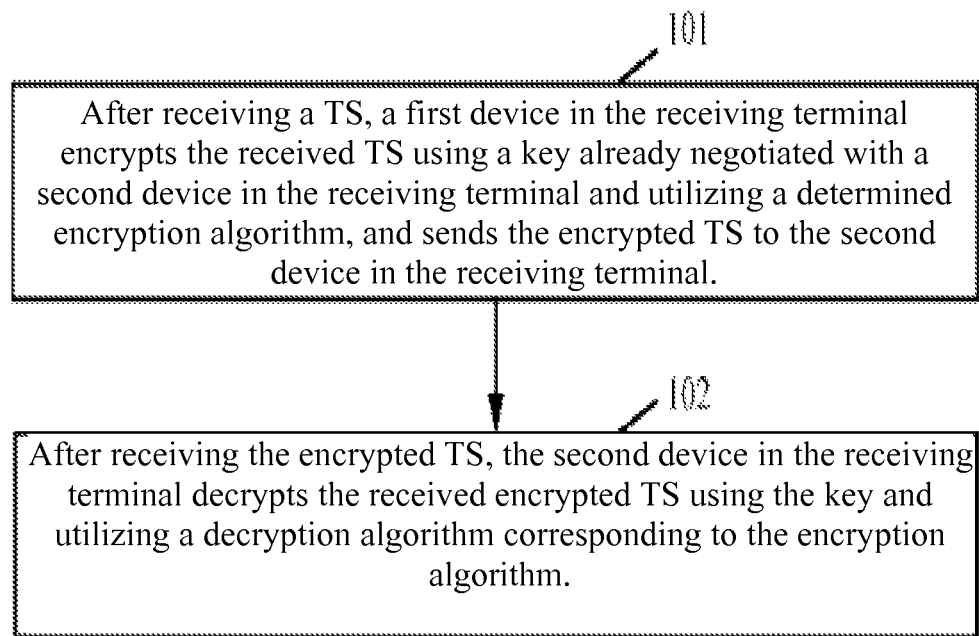 101
After receiving a TS, a first device in the receiving terminal
encrypts the received TS using a key already negotiated with a
second device in the receiving terminal and utilizing a determined
encryption algorithm, and sends the encrypted TS to the second
device in the receiving terminal.
102
After receiving the encrypted TS, the second device in the receiving
terminal decrypts the received encrypted TS using the key and
utilizing a decryption algorithm corresponding to the encryption
algorithm.